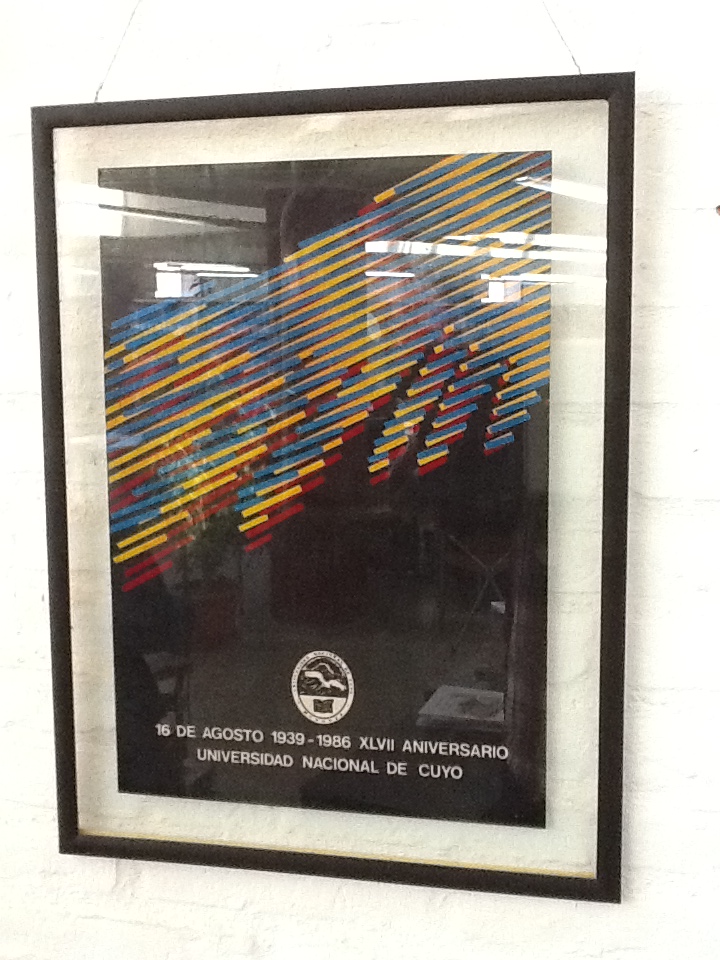 16 DE AGOSTO 1939-1986 XLVII ANIVERSARIO
UNIVERSIDAD NACIONAL DE CUYO